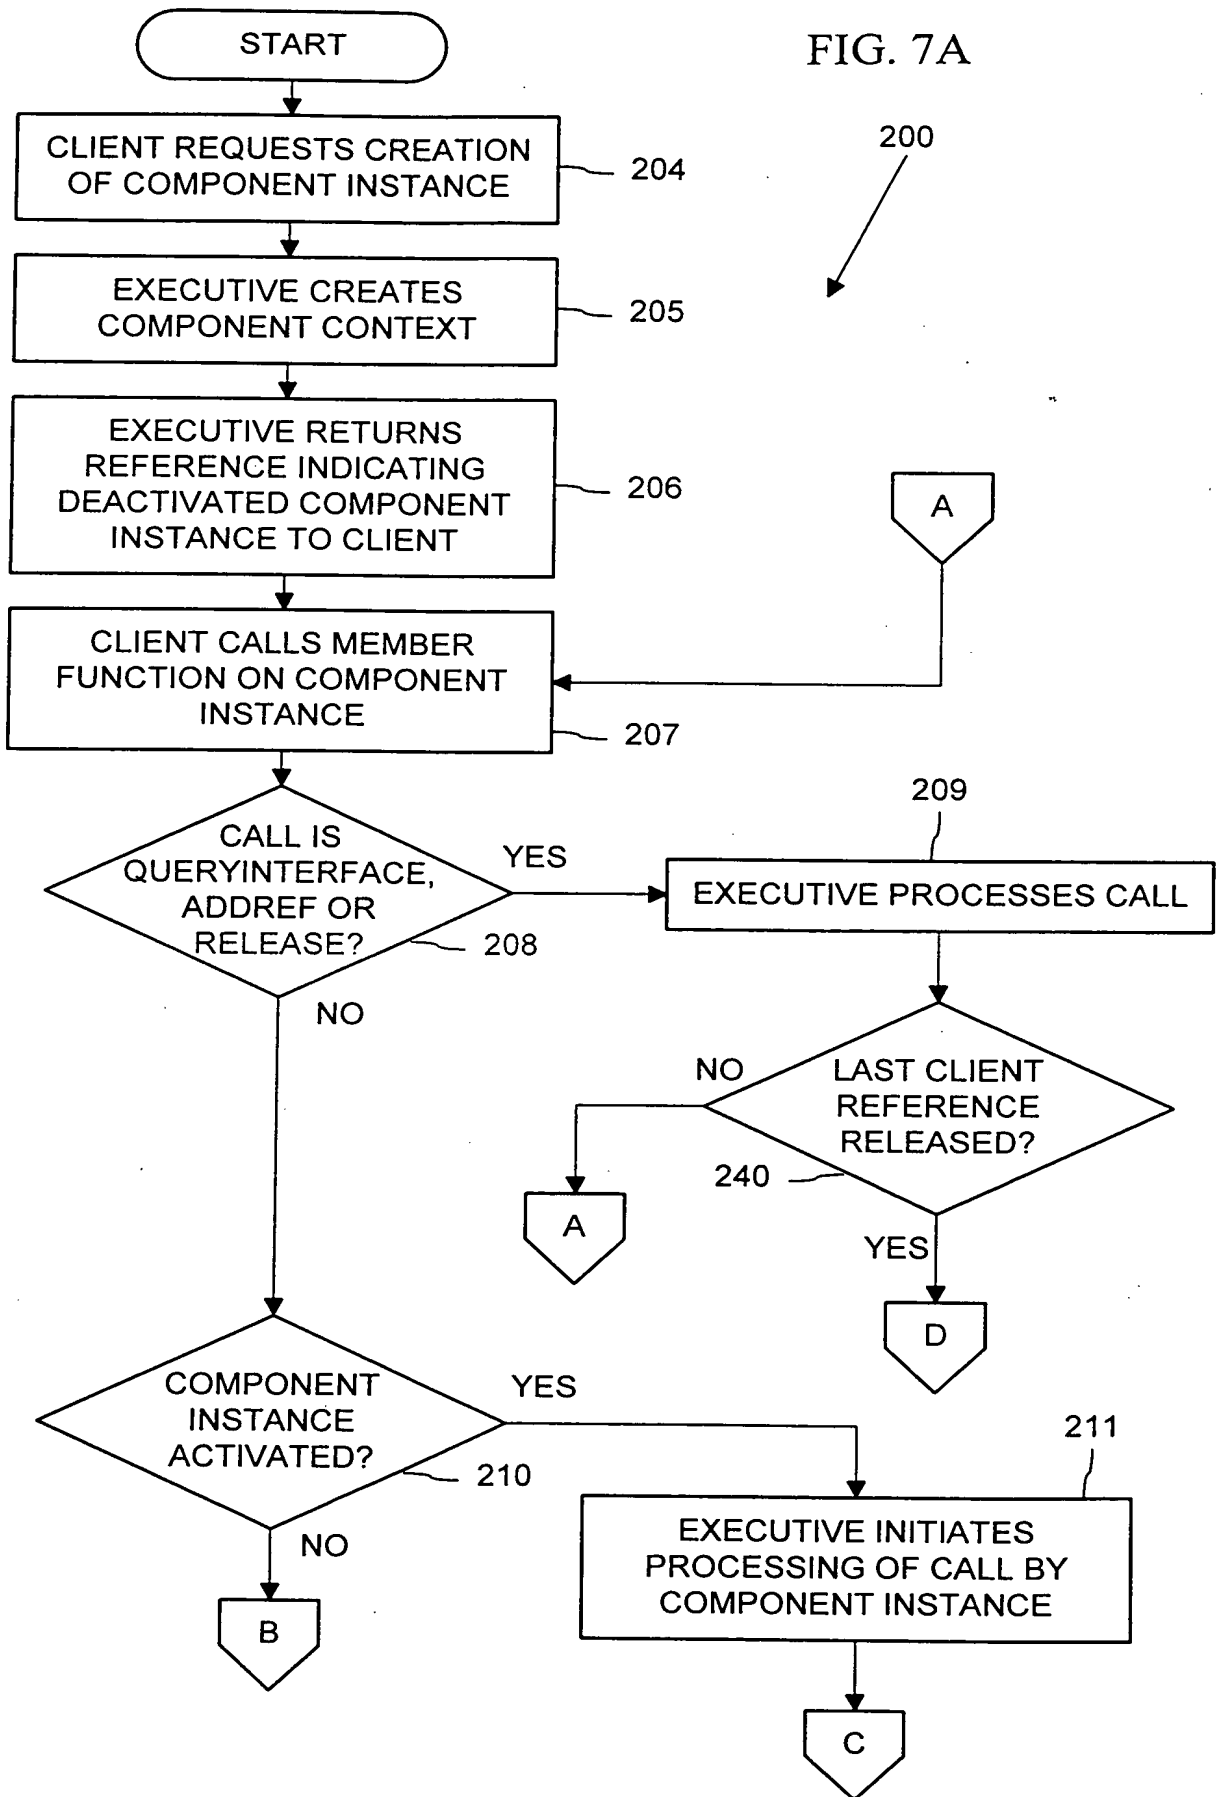 START
FIG. 7A
200
CLIENT REQUESTS CREATION
OF COMPONENT INSTANCE
204
EXECUTIVE CREATES
COMPONENT CONTEXT
205
EXECUTIVE RETURNS
REFERENCE INDICATING
DEACTIVATED COMPONENT
INSTANCE TO CLIENT
206
A
CLIENT CALLS MEMBER
FUNCTION ON COMPONENT
INSTANCE
207
CALL IS
QUERYINTERFACE,
ADDREF OR
RELEASE?
208
YES
NO
209
EXECUTIVE PROCESSES CALL
LAST CLIENT
REFERENCE
RELEASED?
240
NO
A
YES
D
COMPONENT
INSTANCE
ACTIVATED?
210
YES
NO
B
211
EXECUTIVE INITIATES
PROCESSING OF CALL BY
COMPONENT INSTANCE
C